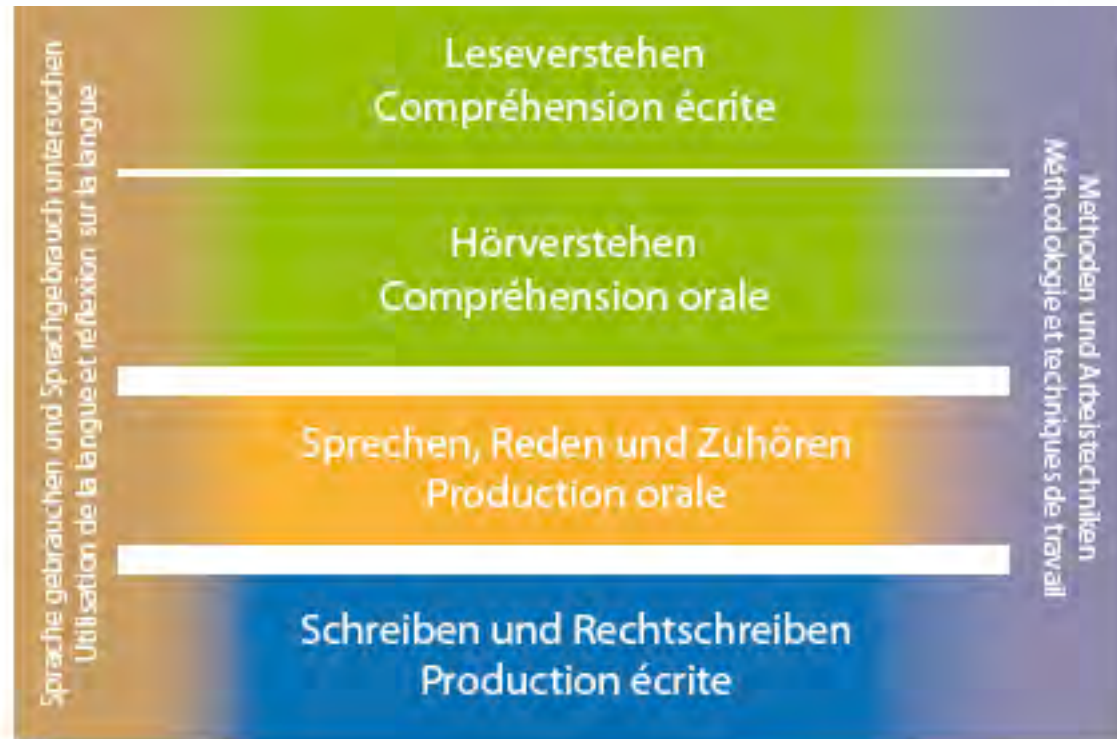 Sprache gebrauchen und Sprachgebrauch untersuchen
Utilisation de la langue et réflexion sur la langue
Leseverstehen
Compréhension écrite
Hörverstehen
Compréhension orale
Sprechen, Reden und Zuhören
Production orale
Schreiben und Rechtschreiben
Production écrite
Methoden und Arbeistechniken
Méthodologie et techniques de travail